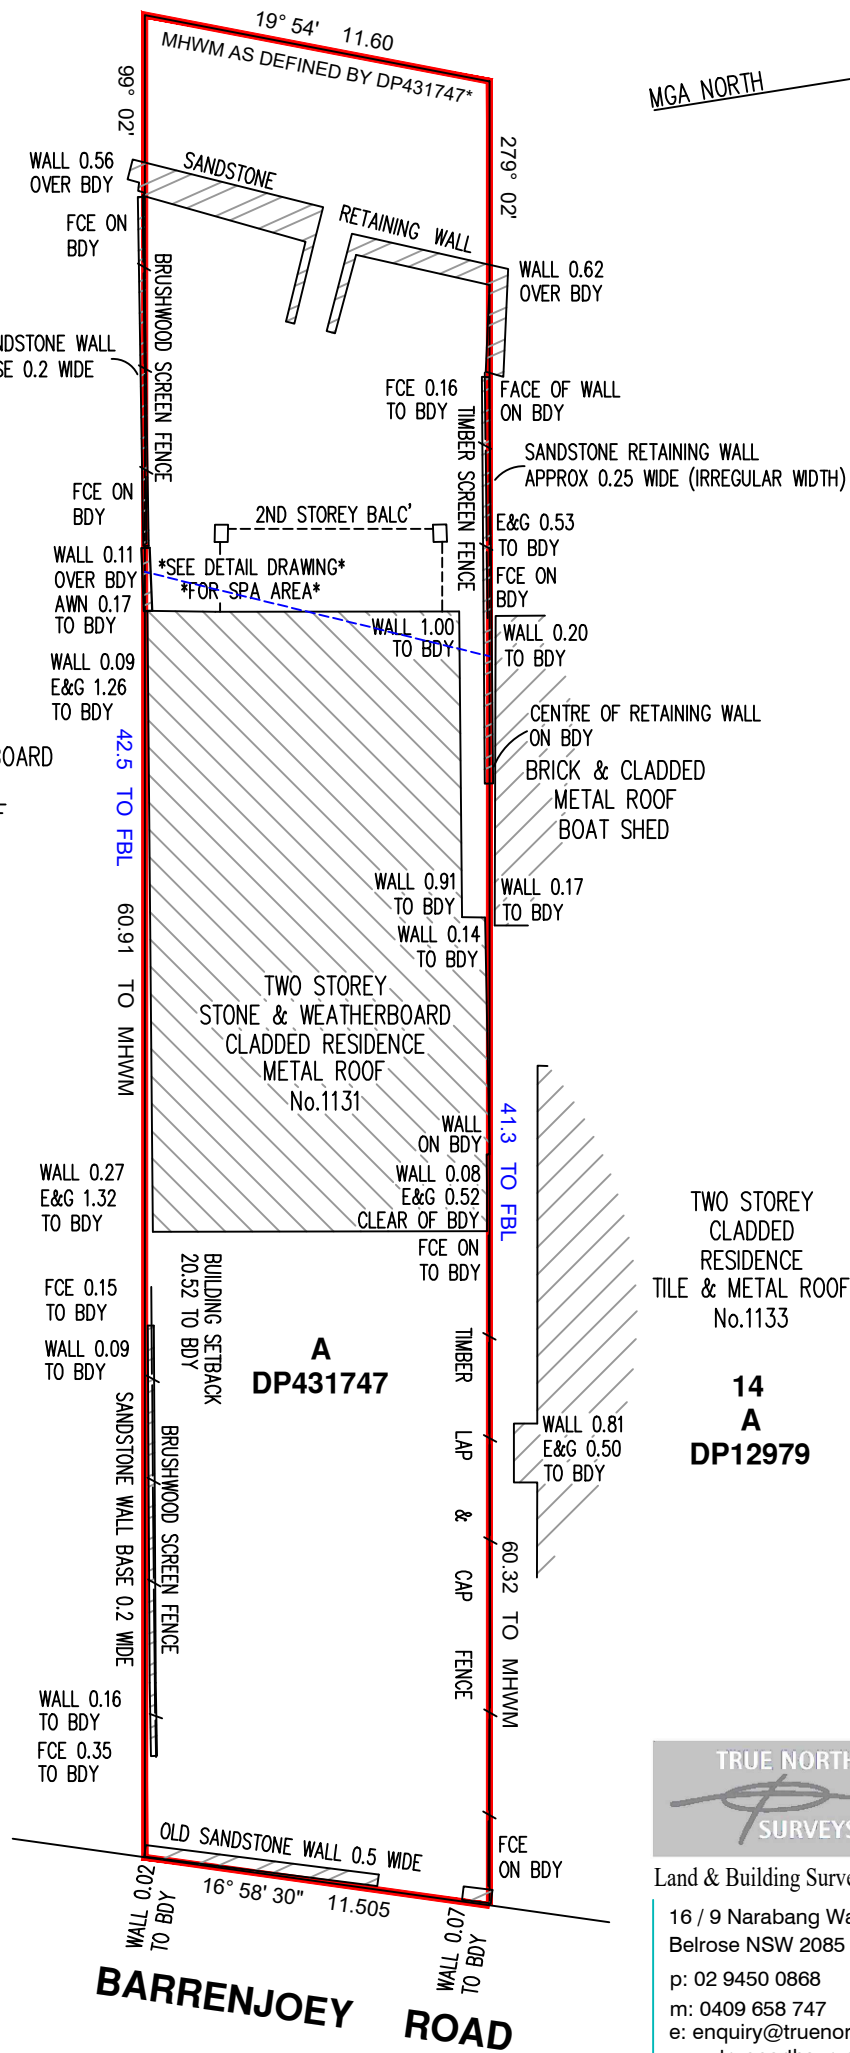 19° 54' 11.60
MHWM AS DEFINED BY DP431747*
MGA NORTH
99° 02'
279° 02'
WALL 0.56
OVER BDY
SANDSTONE
RETAINING WALL
FCE ON
BDY
WALL 0.62
OVER BDY
BRUSHWOOD SCREEN FENCE
NDSTONE WALL
SE 0.2 WIDE
FCE 0.16
TO BDY
TIMBER SCREEN FENCE
FACE OF WALL
ON BDY
SANDSTONE RETAINING WALL
APPROX 0.25 WIDE (IRREGULAR WIDTH)
FCE ON
BDY
2ND STOREY BALC'
E&G 0.53
TO BDY
FCE ON
BDY
WALL 0.11
OVER BDY
AWN 0.17
TO BDY
*SEE DETAIL DRAWING*
*FOR SPA AREA*
WALL 1.00
TO BDY
WALL 0.20
TO BDY
WALL 0.09
E&G 1.26
TO BDY
CENTRE OF RETAINING WALL
ON BDY
42.5 TO FBL
OARD
BRICK & CLADDED
METAL ROOF
BOAT SHED
WALL 0.91
TO BDY
WALL 0.17
TO BDY
60.91 TO MHWM
WALL 0.14
TO BDY
TWO STOREY
STONE & WEATHERBOARD
CLADDED RESIDENCE
METAL ROOF
No.1131
WALL
ON BDY
41.3 TO FBL
WALL 0.27
E&G 1.32
TO BDY
WALL 0.08
E&G 0.52
CLEAR OF BDY
FCE ON
TO BDY
TWO STOREY
CLADDED
RESIDENCE
TILE & METAL ROOF
No.1133
BUILDING SETBACK
20.52 TO BDY
FCE 0.15
TO BDY
WALL 0.09
TO BDY
A
DP431747
TIMBER LAP & CAP FENCE
14
A
DP12979
WALL 0.81
E&G 0.50
TO BDY
SANDSTONE WALL BASE 0.2 WIDE
BRUSHWOOD SCREEN FENCE
60.32 TO MHWM
WALL 0.16
TO BDY
FCE 0.35
TO BDY
TRUE NORTH
SURVEYS
OLD SANDSTONE WALL 0.5 WIDE
FCE
ON BDY
16° 58' 30" 11.505
WALL 0.02
TO BDY
WALL 0.07
TO BDY
BARRENJOEY ROAD
Land & Building Surve
16 / 9 Narabang Wa
Belrose NSW 2085
p: 02 9450 0868
m: 0409 658 747
e: enquiry@truenor